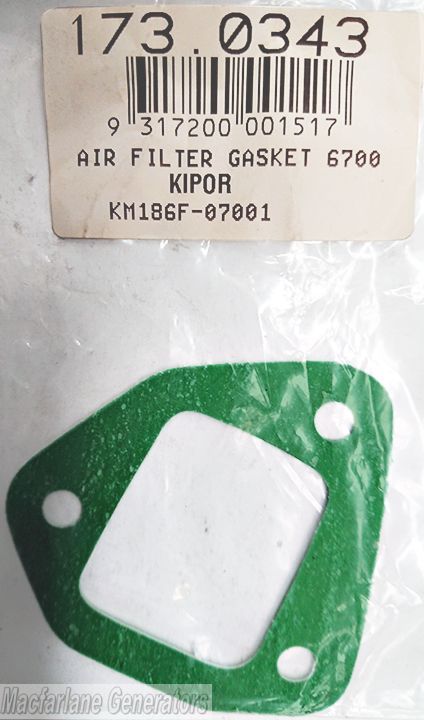 173.0343
9 317200 001517
AIR FILTER GASKET 6700
KIPOR
KM186F-07001
Macfarlane Generators